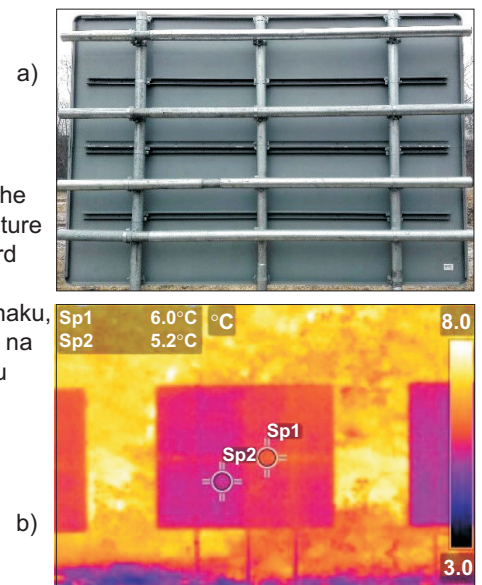 a)
he
ture
rd
naku,
na
u
Sp1 6.0°C °C 8.0
Sp2 5.2°C
Sp1
Sp2
b)
3.0